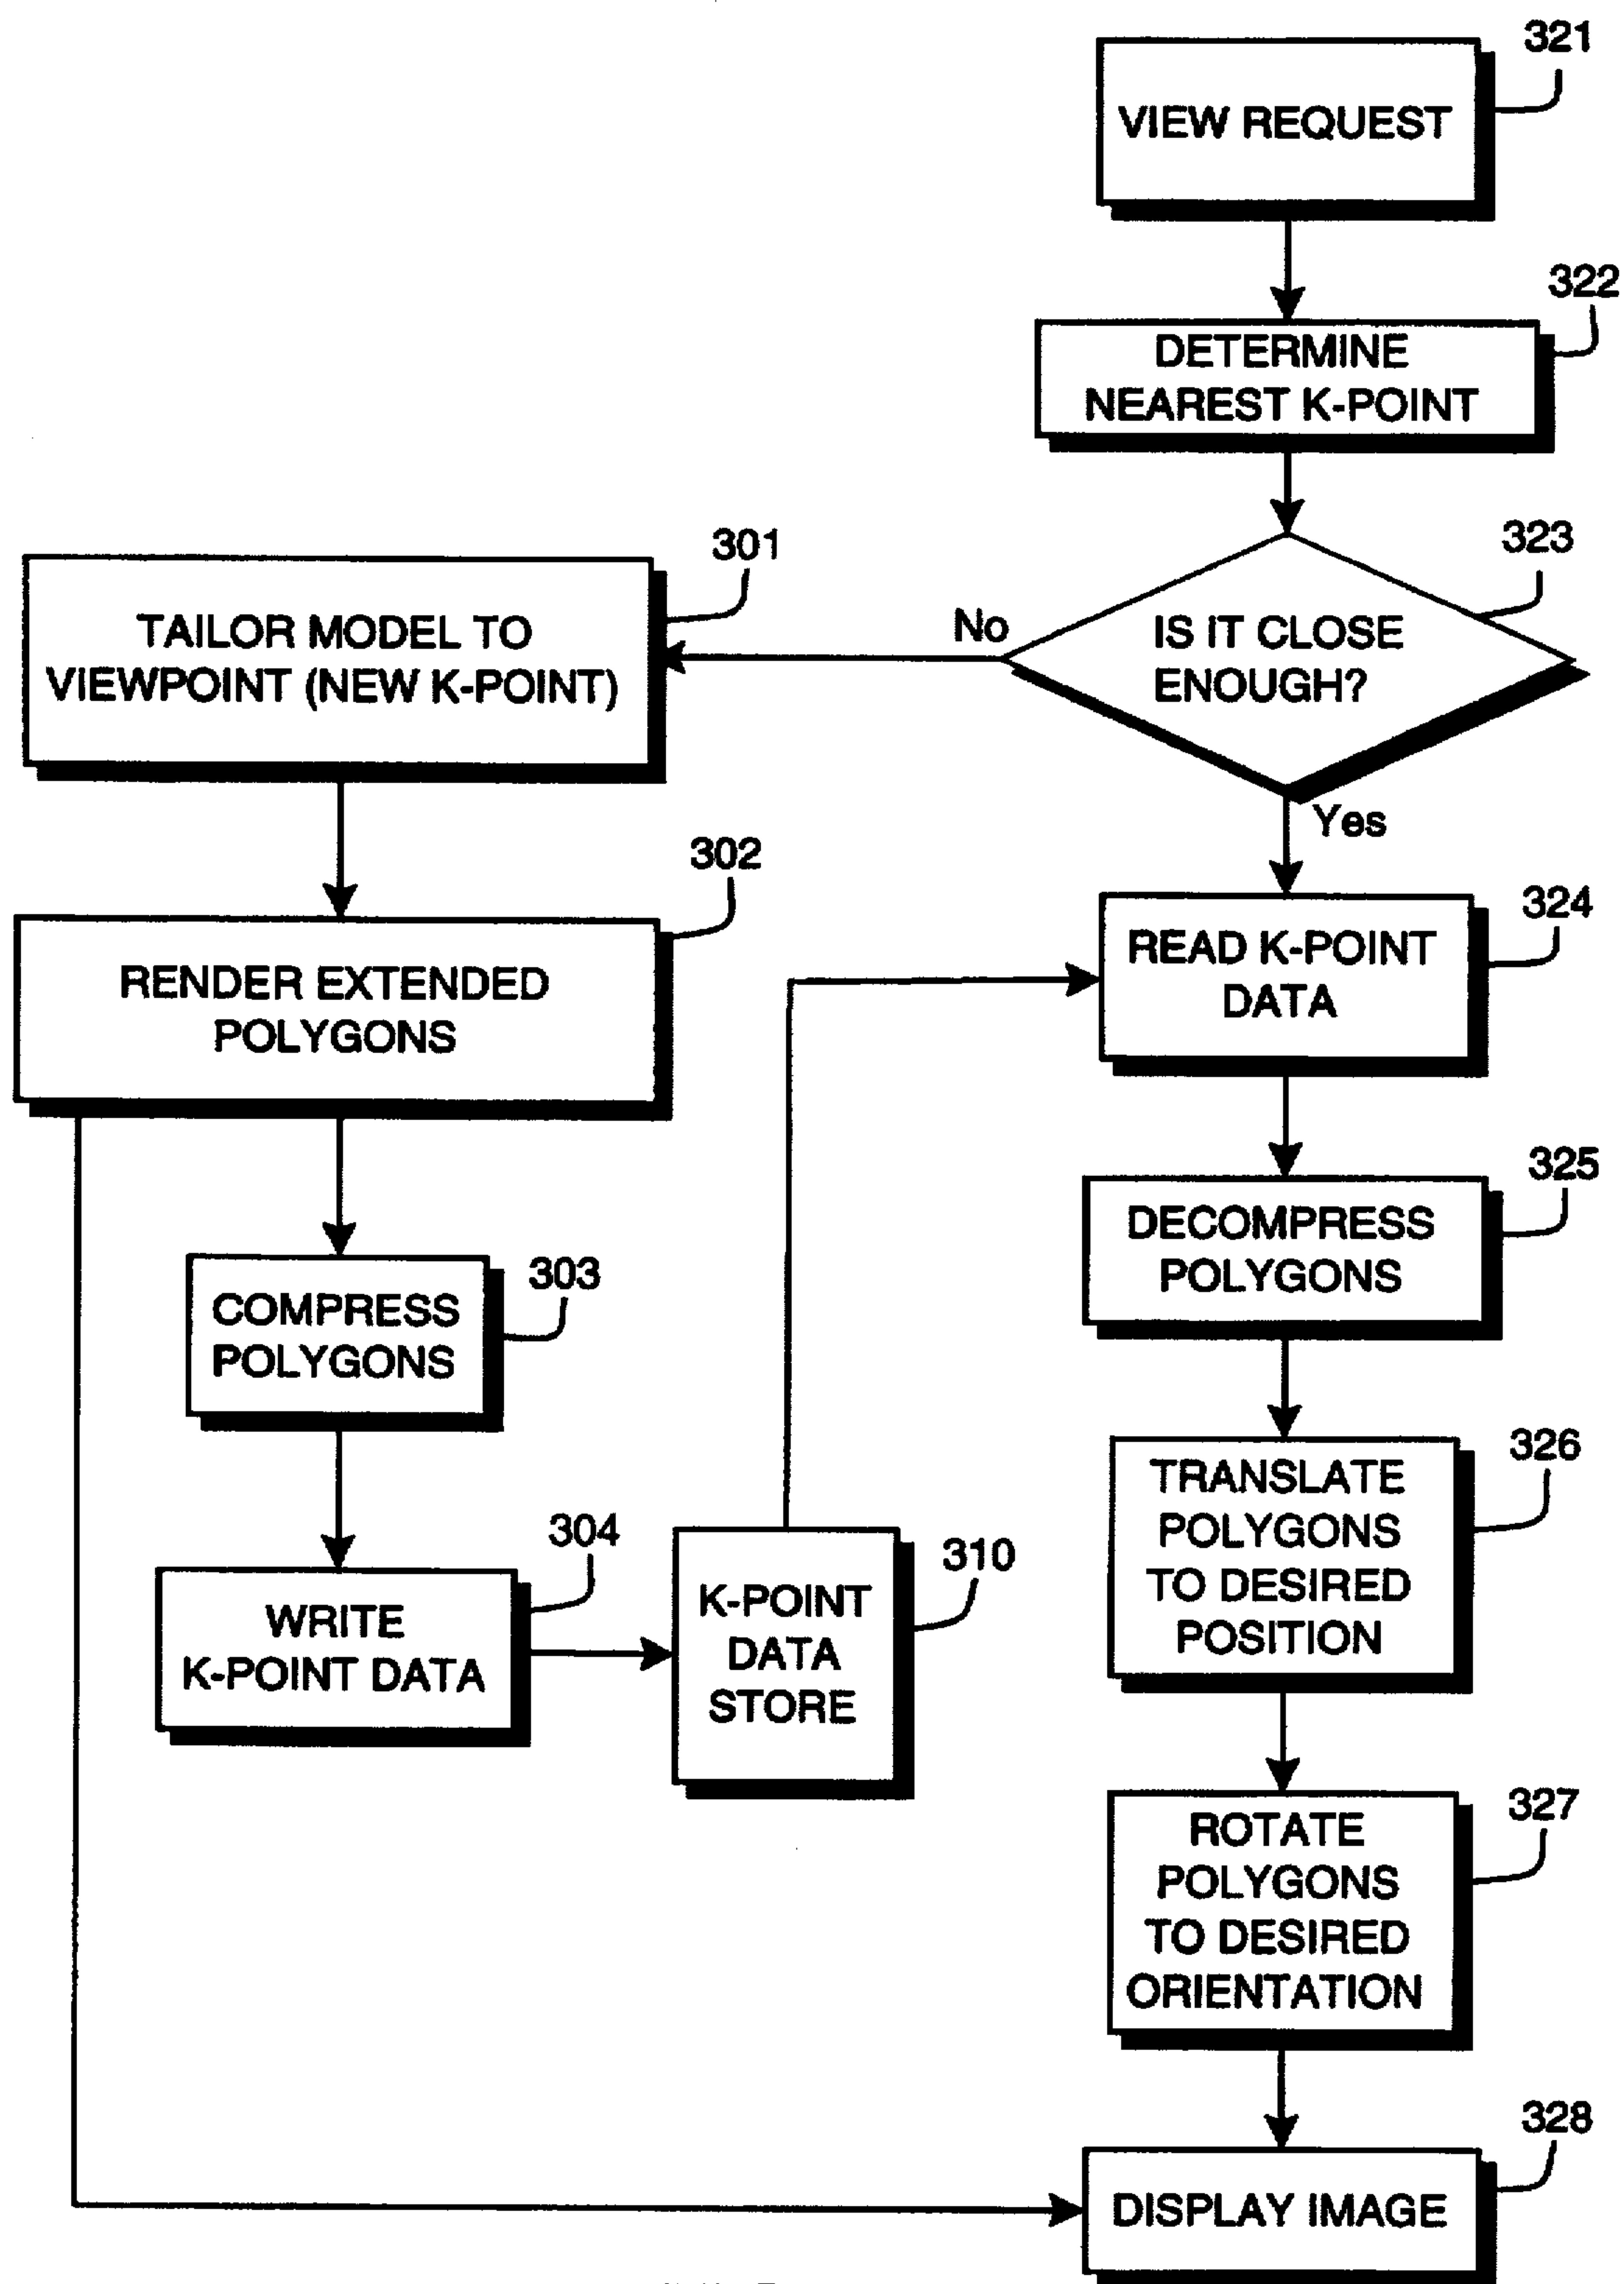 321
VIEW REQUEST
322
DETERMINE
NEAREST K-POINT
323
IS IT CLOSE
ENOUGH?
No
Yes
301
TAILOR MODEL TO
VIEWPOINT (NEW K-POINT)
302
RENDER EXTENDED
POLYGONS
303
COMPRESS
POLYGONS
304
WRITE
K-POINT DATA
310
K-POINT
DATA
STORE
324
READ K-POINT
DATA
325
DECOMPRESS
POLYGONS
326
TRANSLATE
POLYGONS
TO DESIRED
POSITION
327
ROTATE
POLYGONS
TO DESIRED
ORIENTATION
328
DISPLAY IMAGE